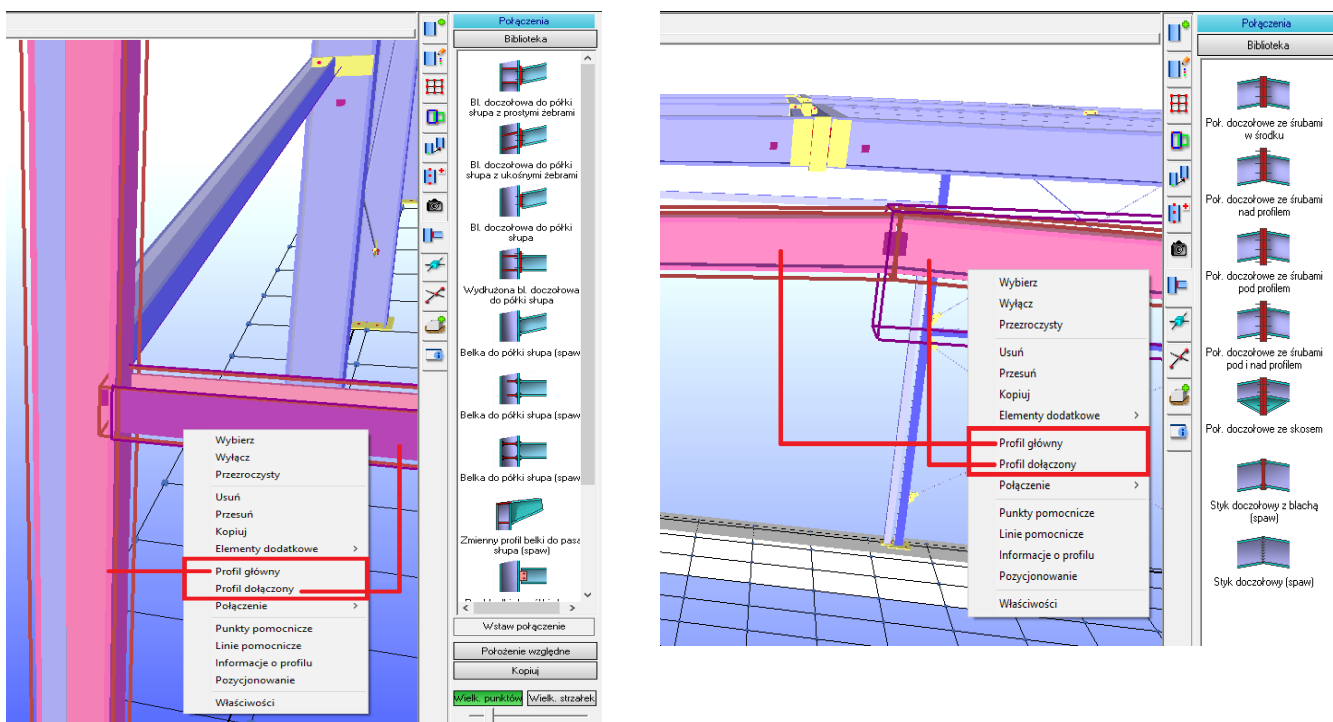 Połączenia
Biblioteka
Bl. doczołowa do półki
słupa z prostymi żebrami
Bl. doczołowa do półki
słupa z ukośnymi żebrami
Bl. doczołowa do półki
słupa
Wydłużona bl. doczołowa
do półki słupa
Belka do półki słupa (spaw
Belka do półki słupa (spaw
Belka do półki słupa (spaw
Zmienny profil belki do pasa
słupa (spaw)
Wstaw połączenie
Położenie względne
Kopiuj
Wielk. punktów
Wielk. strzałek
Wybierz
Wyłącz
Przezroczysty
Usuń
Przesuń
Kopiuj
Elementy dodatkowe
Profil główny
Profil dołączony
Połączenie
Punkty pomocnicze
Linie pomocnicze
Informacje o profilu
Pozycjonowanie
Właściwości
Połączenia
Biblioteka
Poł. doczołowe ze śrubami
w środku
Poł. doczołowe ze śrubami
nad profilem
Poł. doczołowe ze śrubami
pod profilem
Poł. doczołowe ze śrubami
pod i nad profilem
Poł. doczołowe ze skosem
Styk doczołowy z blachą
(spaw)
Styk doczołowy (spaw)
Wybierz
Wyłącz
Przezroczysty
Usuń
Przesuń
Kopiuj
Elementy dodatkowe
Profil główny
Profil dołączony
Połączenie
Punkty pomocnicze
Linie pomocnicze
Informacje o profilu
Pozycjonowanie
Właściwości